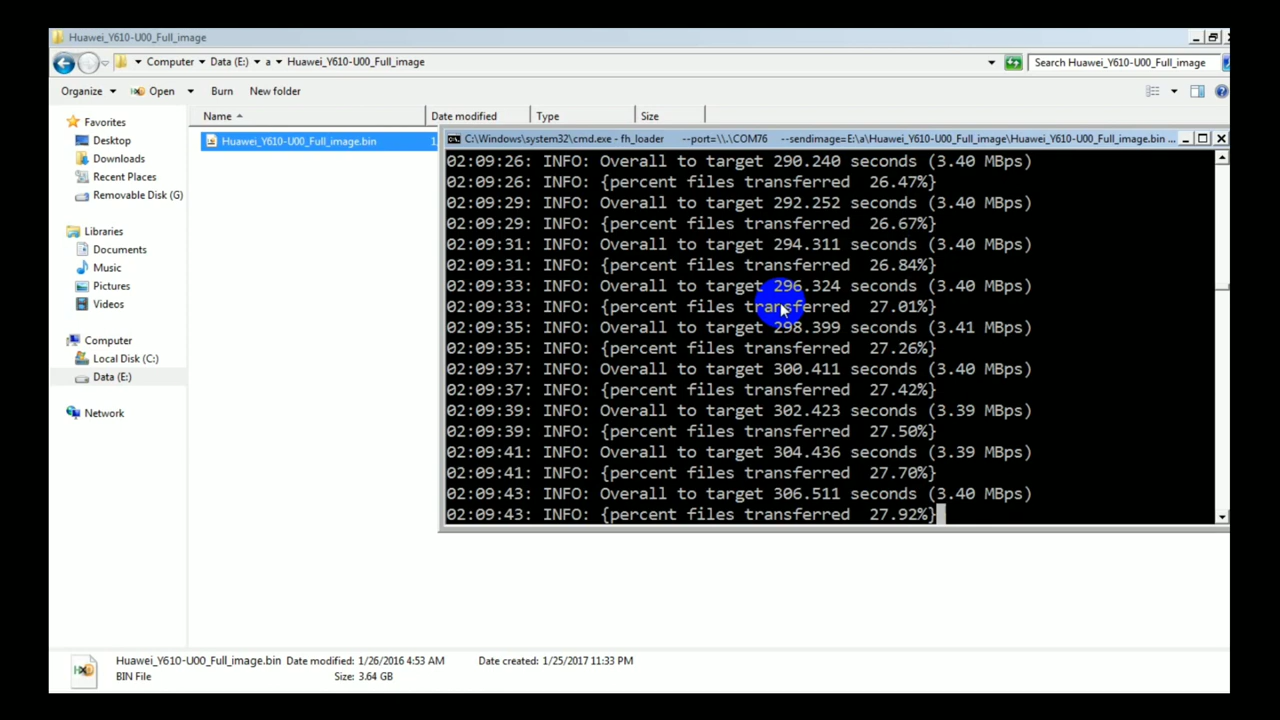 Huawei_Y610-U00_Full_image
Computer Data (E:) a Huawei_Y610-U00_Full_image
Search Huawei_Y610-U00_Full_image
Organize Open Burn New folder
Name Date modified Type Size
Favorites
Desktop
Downloads
Recent Places
Removable Disk (G)
Libraries
Documents
Music
Pictures
Videos
Computer
Local Disk (C:)
Data (E:)
Network
Huawei_Y610-U00_Full_image.bin 1
C:\Windows\system32\cmd.exe - fh_loader --port=\\.\COM76 --sendimage=E:\a\Huawei_Y610-U00_Full_image\Huawei_Y610-U00_Full_image.bin ...
02:09:26: INFO: Overall to target 290.240 seconds (3.40 MBps)
02:09:26: INFO: {percent files transferred 26.47%}
02:09:29: INFO: Overall to target 292.252 seconds (3.40 MBps)
02:09:29: INFO: {percent files transferred 26.67%}
02:09:31: INFO: Overall to target 294.311 seconds (3.40 MBps)
02:09:31: INFO: {percent files transferred 26.84%}
02:09:33: INFO: Overall to target 296.324 seconds (3.40 MBps)
02:09:33: INFO: {percent files transferred 27.01%}
02:09:35: INFO: Overall to target 298.399 seconds (3.41 MBps)
02:09:35: INFO: {percent files transferred 27.26%}
02:09:37: INFO: Overall to target 300.411 seconds (3.40 MBps)
02:09:37: INFO: {percent files transferred 27.42%}
02:09:39: INFO: Overall to target 302.423 seconds (3.39 MBps)
02:09:39: INFO: {percent files transferred 27.50%}
02:09:41: INFO: Overall to target 304.436 seconds (3.39 MBps)
02:09:41: INFO: {percent files transferred 27.70%}
02:09:43: INFO: Overall to target 306.511 seconds (3.40 MBps)
02:09:43: INFO: {percent files transferred 27.92%}
Huawei_Y610-U00_Full_image.bin Date modified: 1/26/2016 4:53 AM Date created: 1/25/2017 11:33 PM
BIN File Size: 3.64 GB